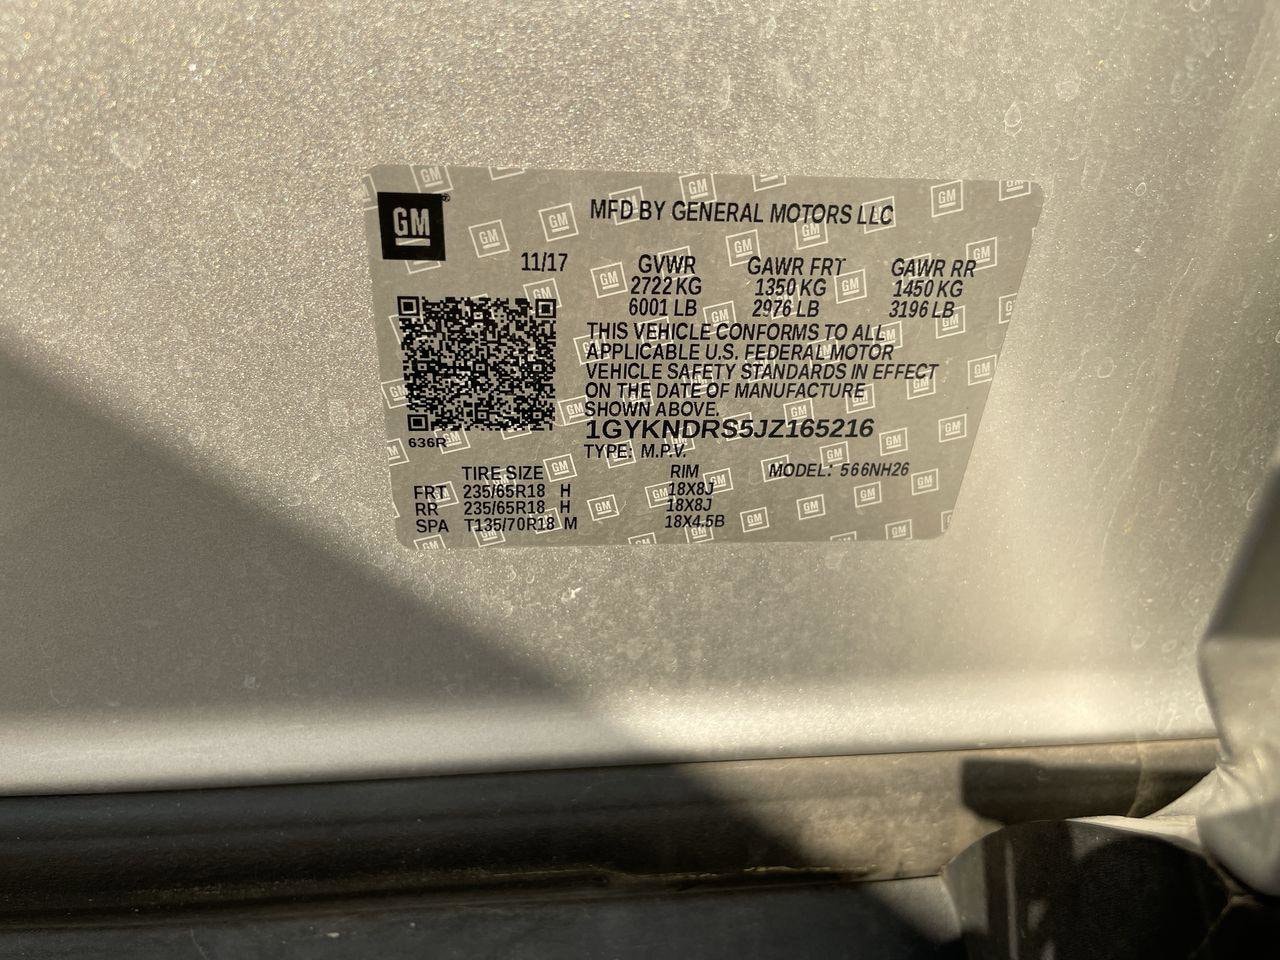 GM
MFD BY GENERAL MOTORS LLC
11/17 GVWR GAWR FRT GAWR RR
2722 KG 1350 KG 1450 KG
6001 LB 2976 LB 3196 LB
THIS VEHICLE CONFORMS TO ALL
APPLICABLE U.S. FEDERAL MOTOR
VEHICLE SAFETY STANDARDS IN EFFECT
ON THE DATE OF MANUFACTURE
SHOWN ABOVE.
1GYKNDRS5JZ165216
636R
TYPE: M.P.V.
TIRE SIZE RIM MODEL: 566NH26
FRT 235/65R18 H 18X8J
RR 235/65R18 H 18X8J
SPA T135/70R18 M 18X4.5B